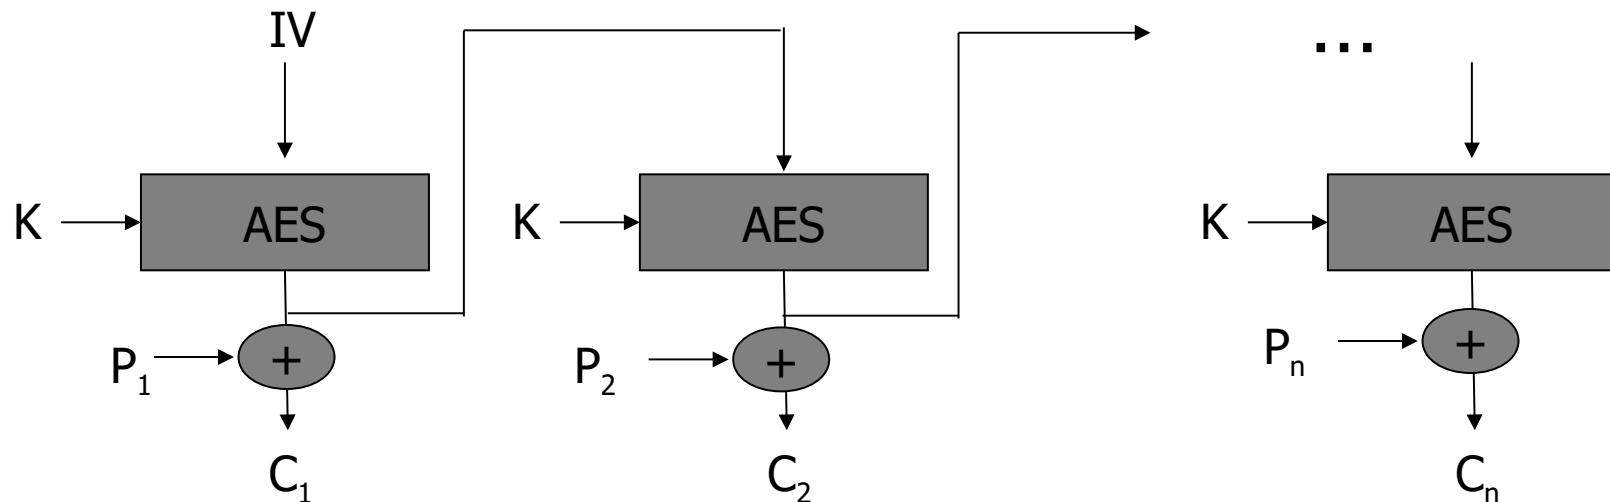 IV ...
K AES K AES K AES
P₁ + P₂ + Pₙ +
C₁ C₂ Cₙ